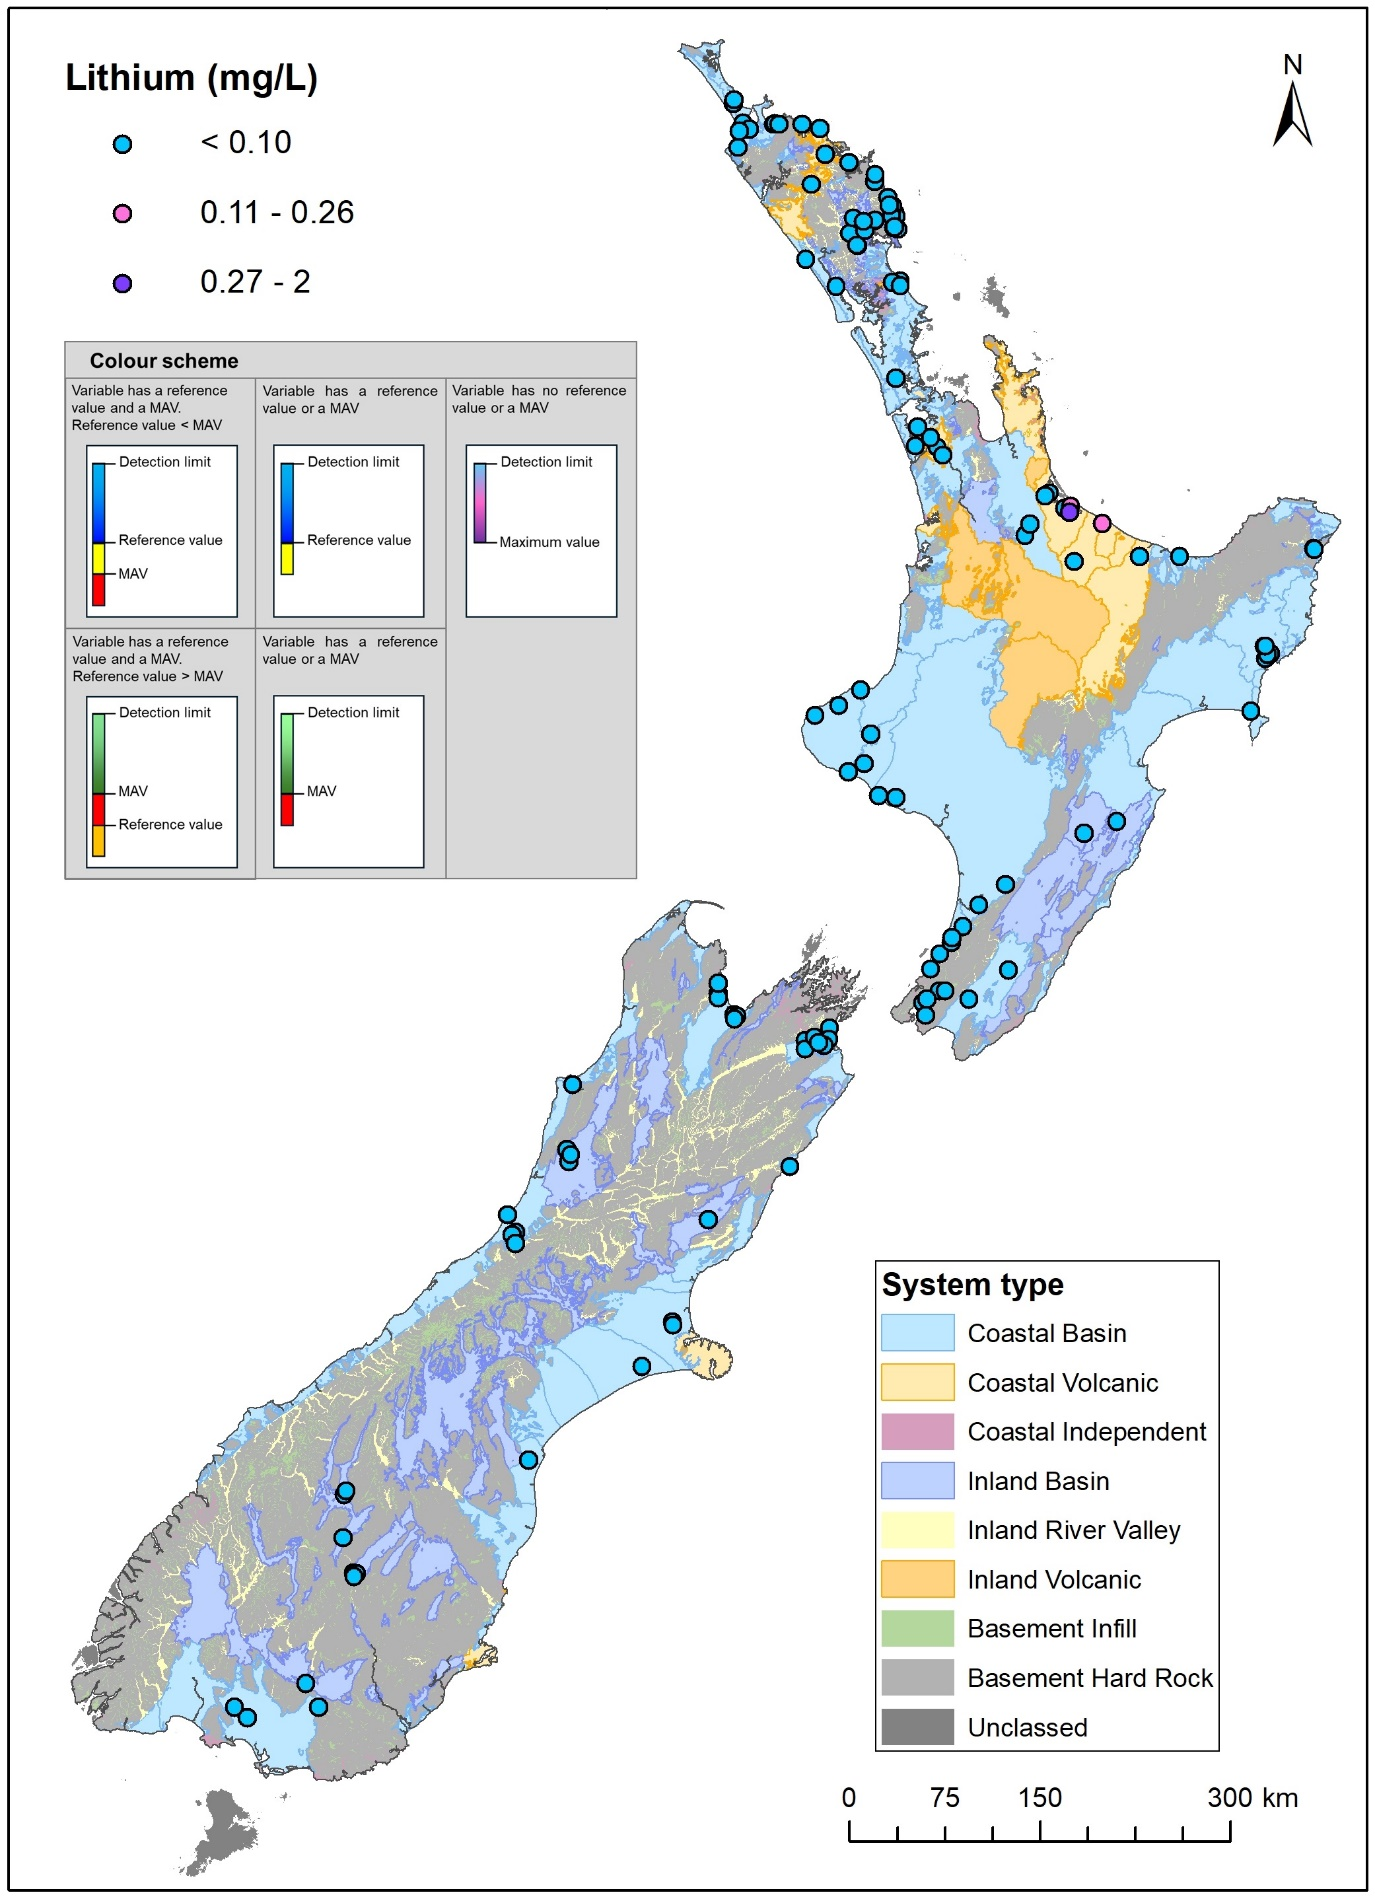 Lithium (mg/L)
< 0.10
0.11 - 0.26
0.27 - 2
N
Colour scheme
Variable has a reference
value and a MAV.
Reference value < MAV
Detection limit
Reference value
MAV
Variable has a reference
value or a MAV
Detection limit
Reference value
Variable has no reference
value or a MAV
Detection limit
Maximum value
Variable has a reference
value and a MAV.
Reference value > MAV
Detection limit
MAV
Reference value
Variable has a reference
value or a MAV
Detection limit
MAV
System type
Coastal Basin
Coastal Volcanic
Coastal Independent
Inland Basin
Inland River Valley
Inland Volcanic
Basement Infill
Basement Hard Rock
Unclassed
0 75 150 300 km